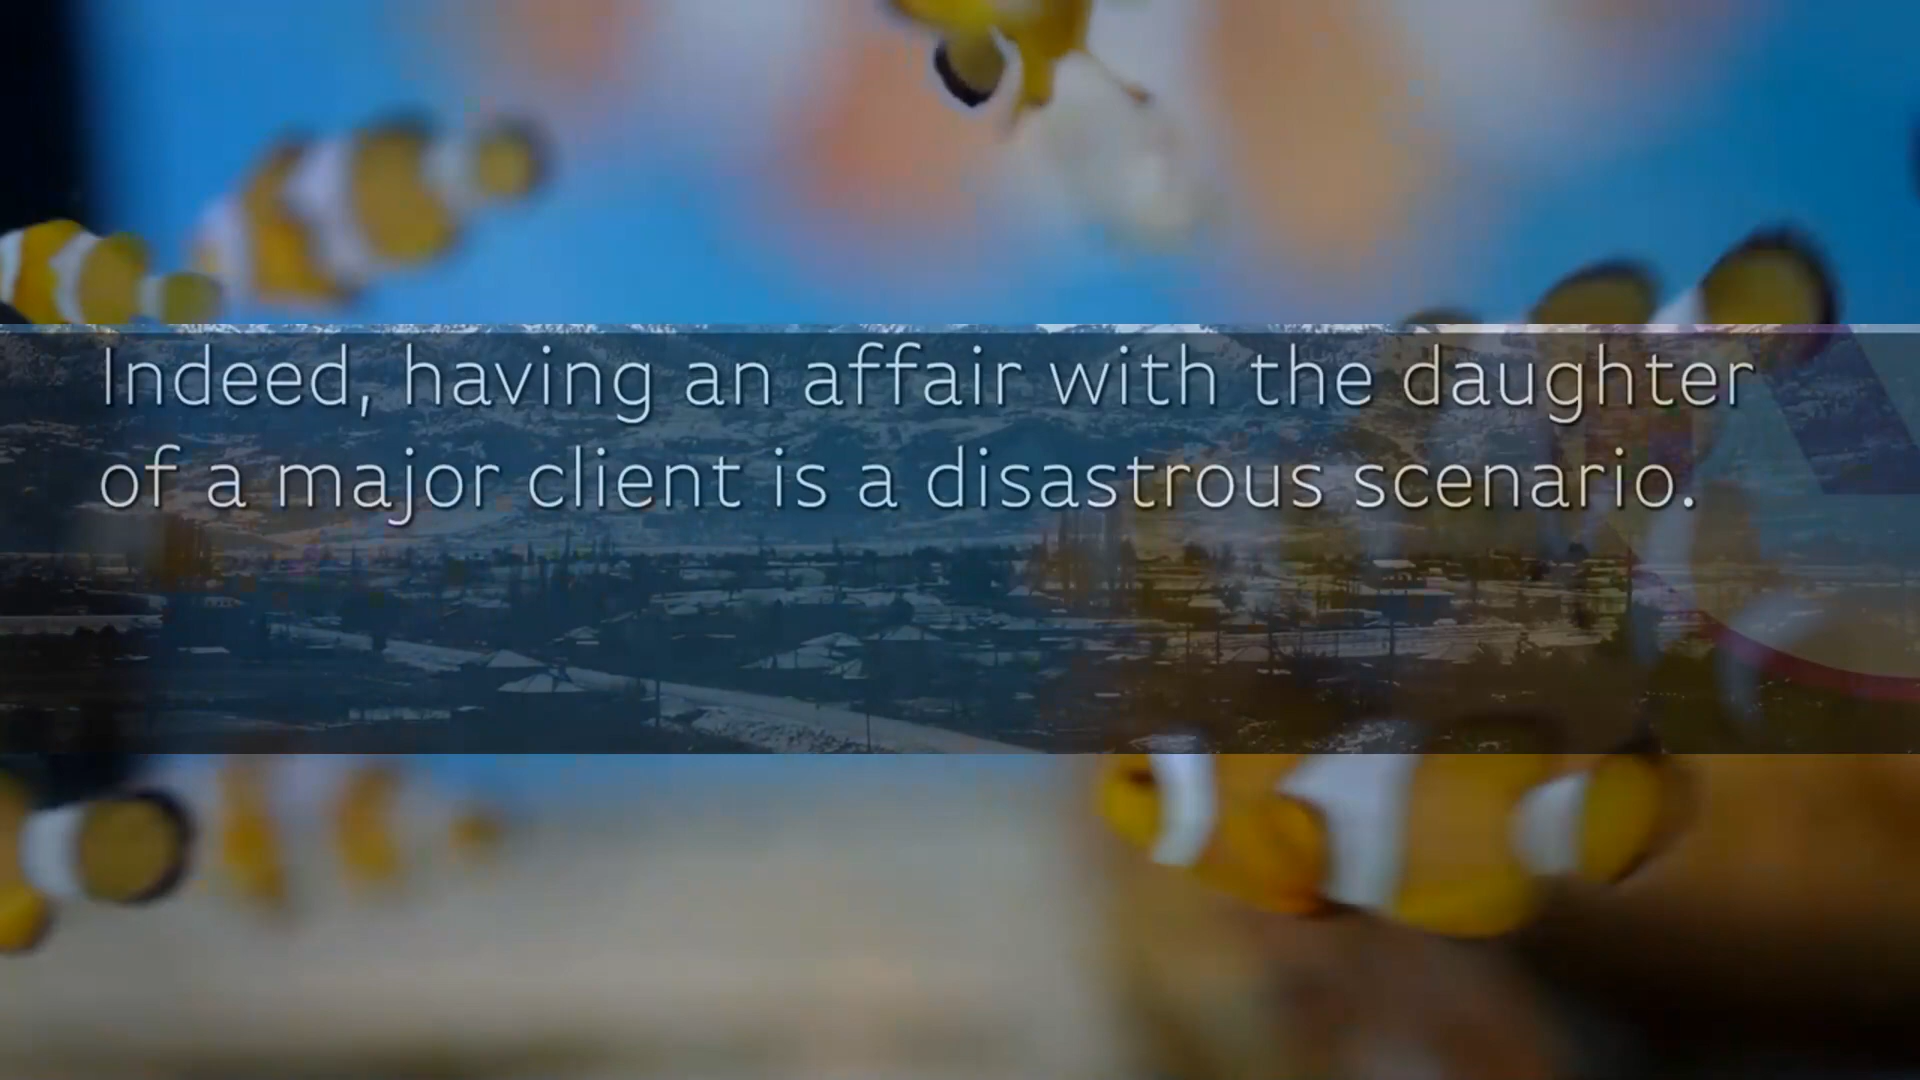 Indeed, having an affair with the daughter
of a major client is a disastrous scenario.